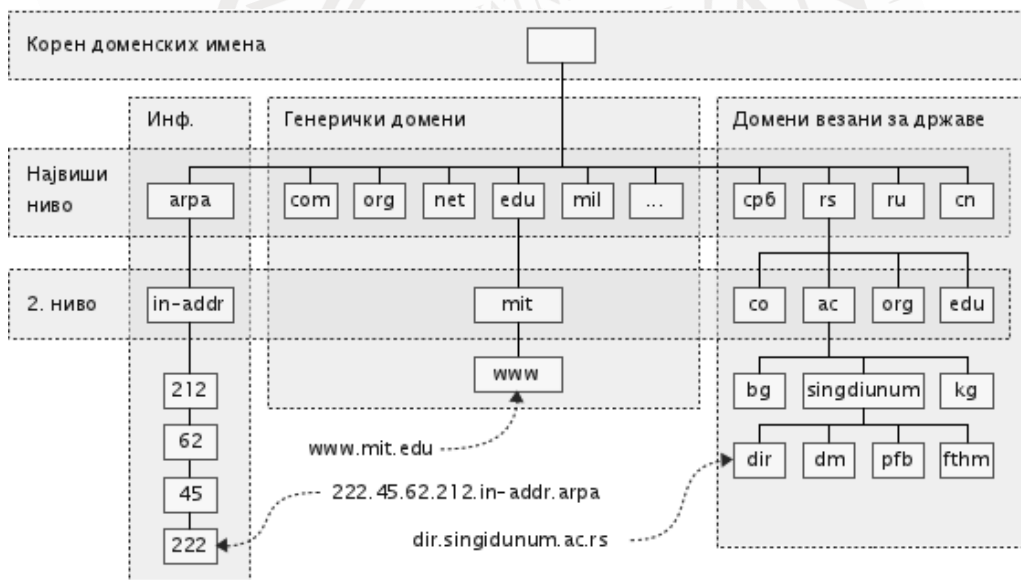 Корен доменских имена
Инф.
Генерички домени
Домени везани за државе
Највиши
ниво
arpa
com
org
net
edu
mil
...
срб
rs
ru
cn
2. ниво
in-addr
mit
co
ac
org
edu
212
www
bg
singdiunum
kg
62
www.mit.edu
dir
dm
pfb
fthm
45
222.45.62.212.in-addr.arpa
222
dir.singidunum.ac.rs